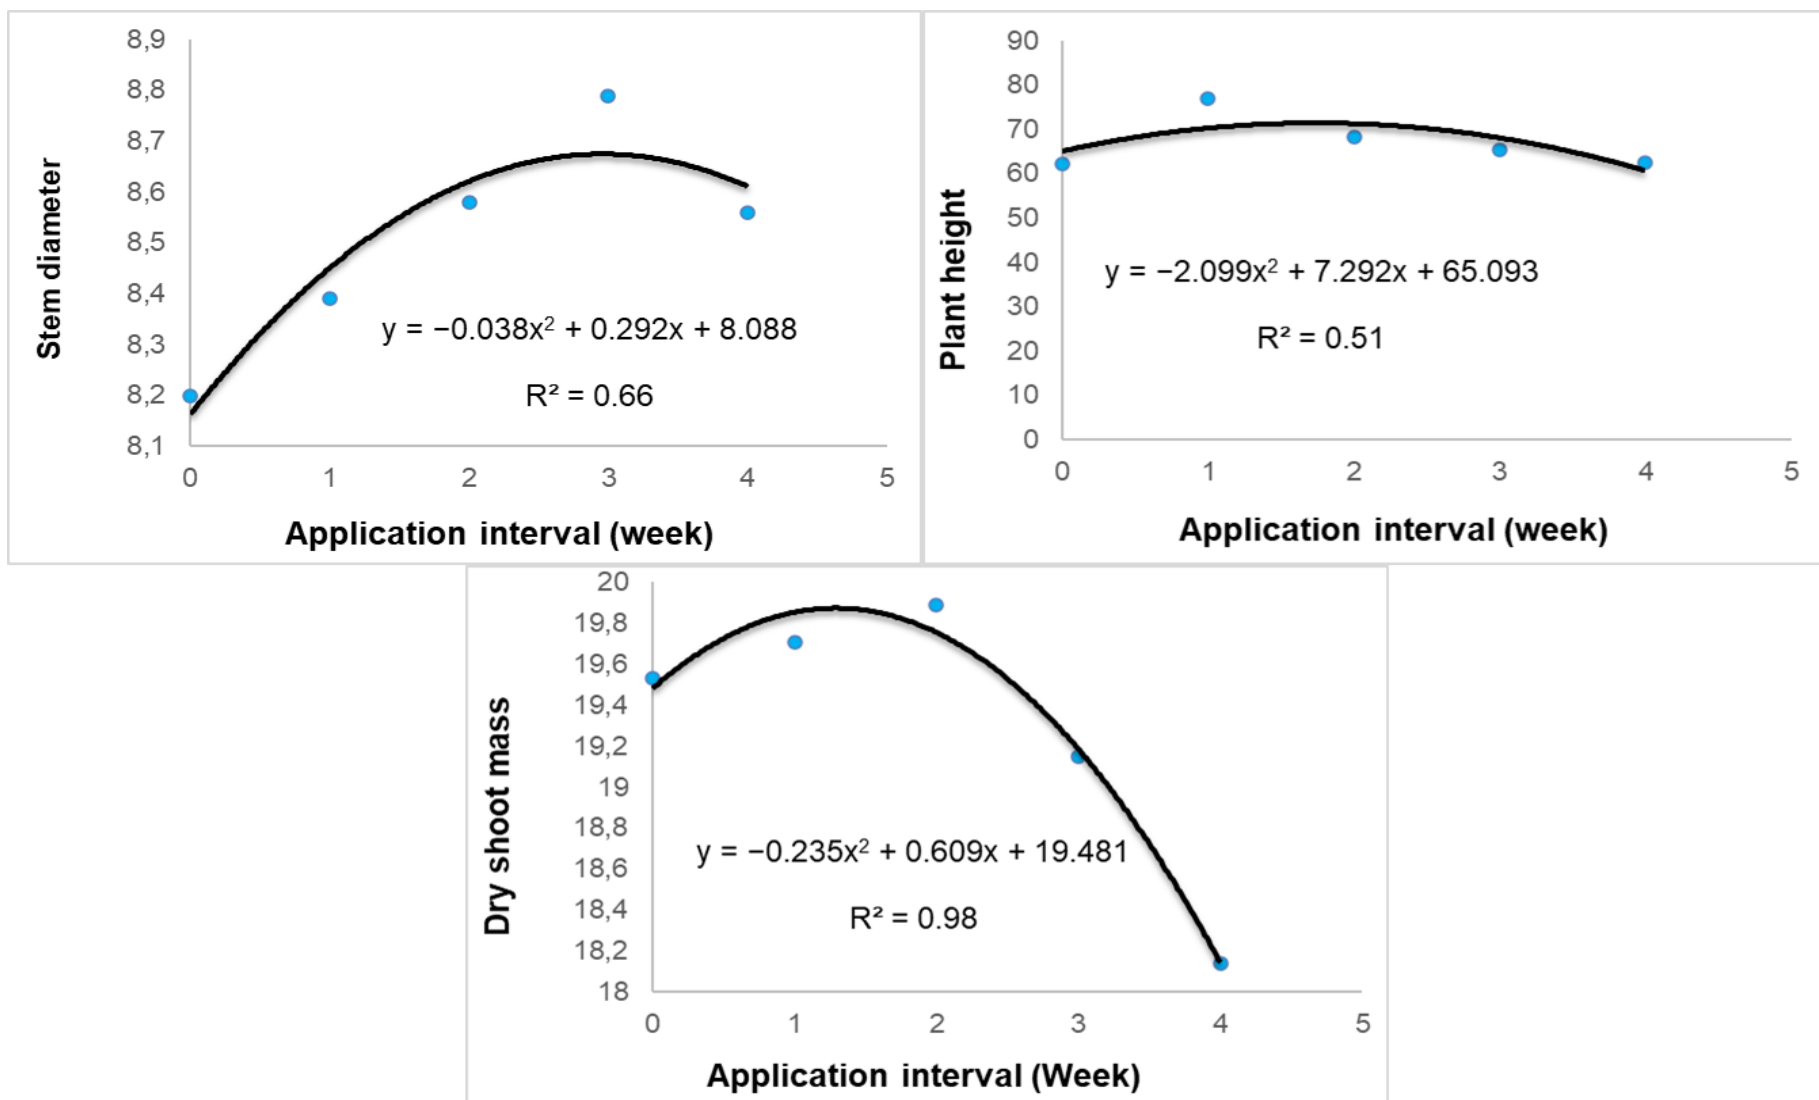 Stem diameter
8,9
8,8
8,7
8,6
8,5
8,4
8,3
8,2
8,1
y = −0.038x² + 0.292x + 8.088
R² = 0.66
0 1 2 3 4 5
Application interval (week)
Plant height
90
80
70
60
50
40
30
20
10
0
y = −2.099x² + 7.292x + 65.093
R² = 0.51
0 1 2 3 4 5
Application interval (week)
Dry shoot mass
20
19,8
19,6
19,4
19,2
19
18,8
18,6
18,4
18,2
18
y = −0.235x² + 0.609x + 19.481
R² = 0.98
0 1 2 3 4 5
Application interval (Week)